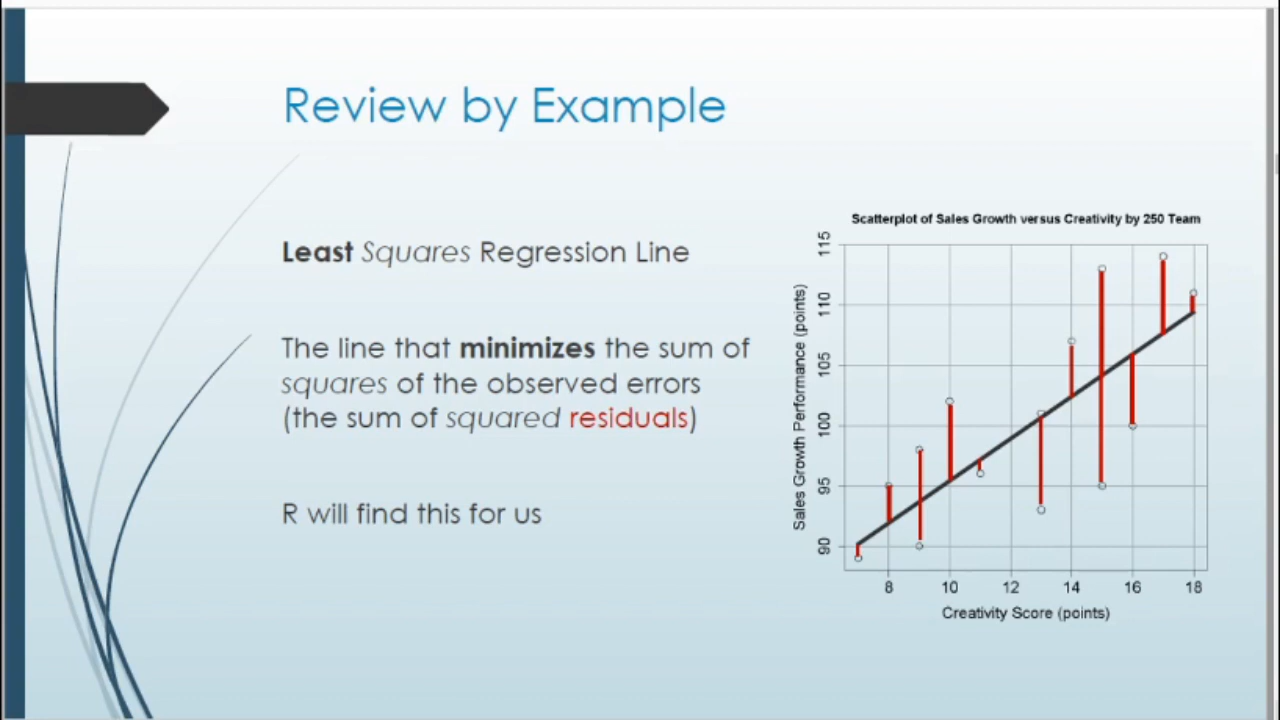 Review by Example
Least Squares Regression Line
The line that minimizes the sum of
squares of the observed errors
(the sum of squared residuals)
R will find this for us
Scatterplot of Sales Growth versus Creativity by 250 Team
Sales Growth Performance (points)
115
110
105
100
95
90
8 10 12 14 16 18
Creativity Score (points)